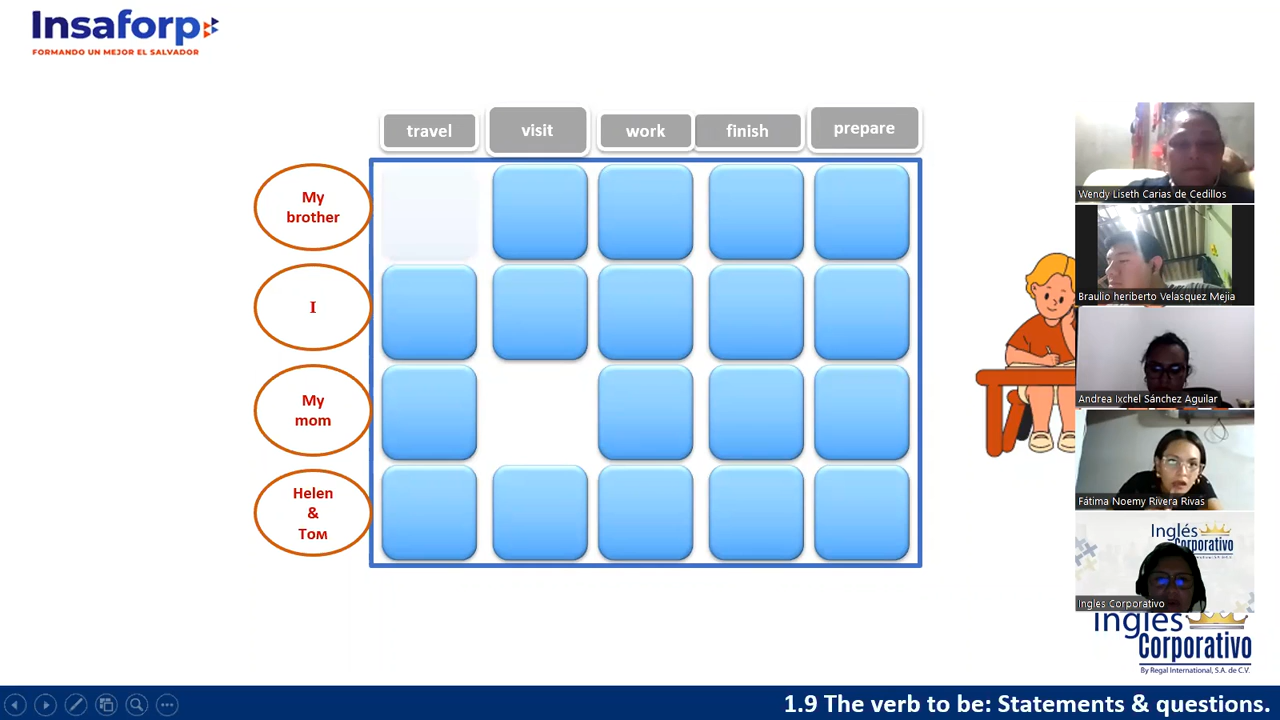 Insaforp
FORMANDO UN MEJOR EL SALVADOR
travel
visit
work
finish
prepare
My
brother
I
My
mom
Helen
&
Tom
Wendy Liseth Carias de Cedillos
Braulio heriberto Velasquez Mejia
Andrea Ixchel Sánchez Aguilar
Fátima Noemy Rivera Rivas
Inglés
Corporativo
Ingles Corporativo
Inglés
Corporativo
By Regal International, S.A. de C.V.
1.9 The verb to be: Statements & questions.